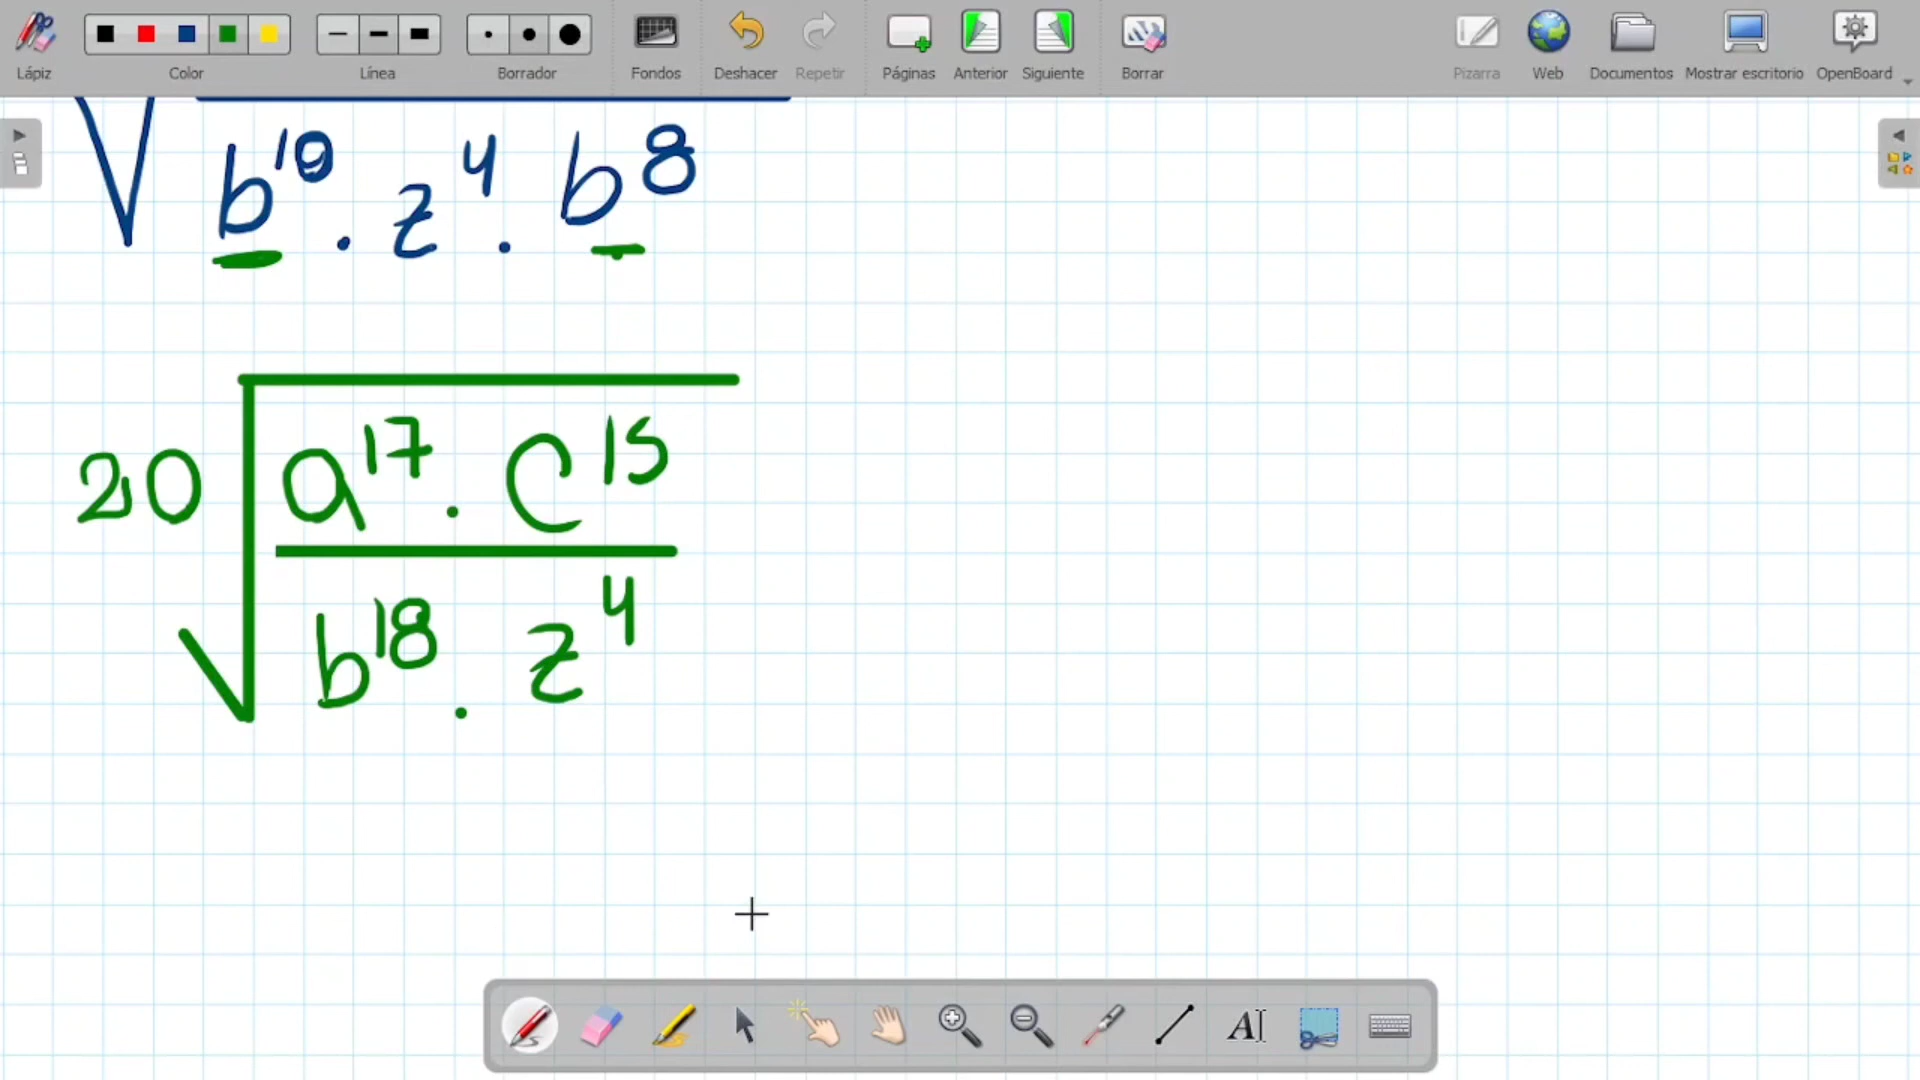 Lápiz Color Línea Borrador Fondos Deshacer Repetir Páginas Anterior Siguiente Borrar Pizarra Web Documentos Mostrar escritorio OpenBoard
b¹⁰ . z⁴ . b⁸
20 √ a¹⁷ . c¹⁵
b¹⁸ . z⁴
AI